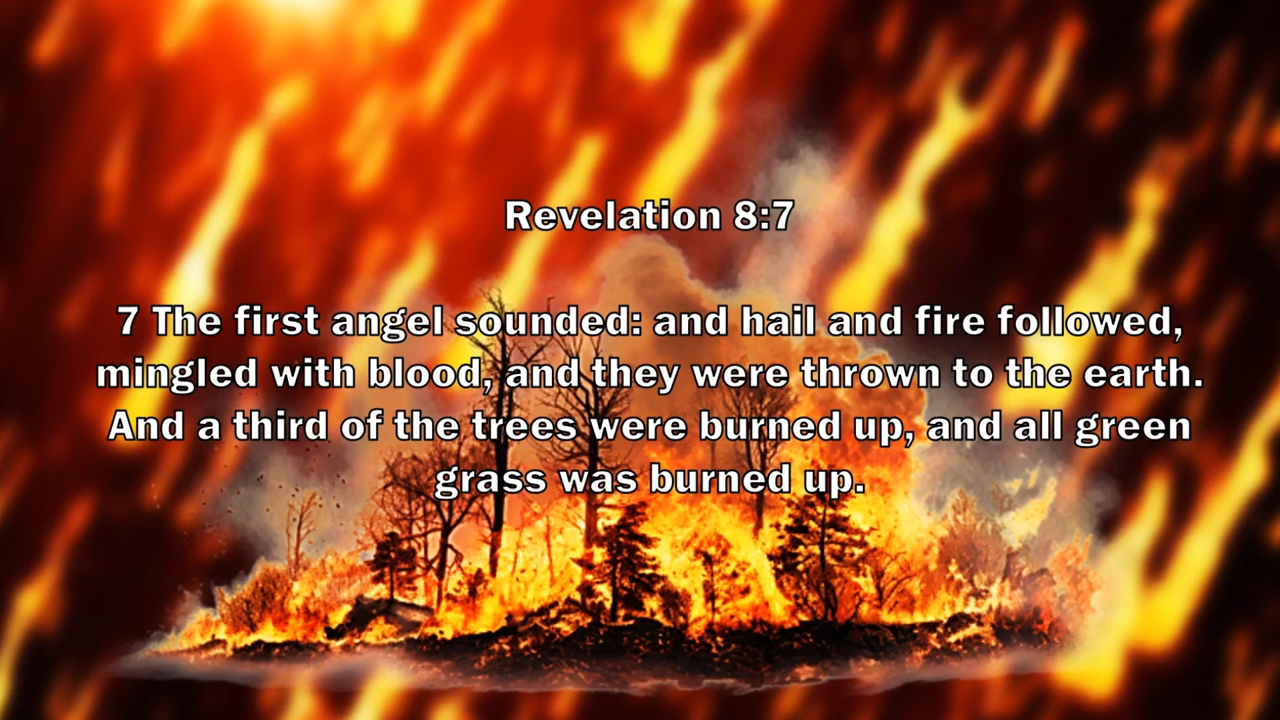 Revelation 8:7
7 The first angel sounded: and hail and fire followed,
mingled with blood, and they were thrown to the earth.
And a third of the trees were burned up, and all green
grass was burned up.